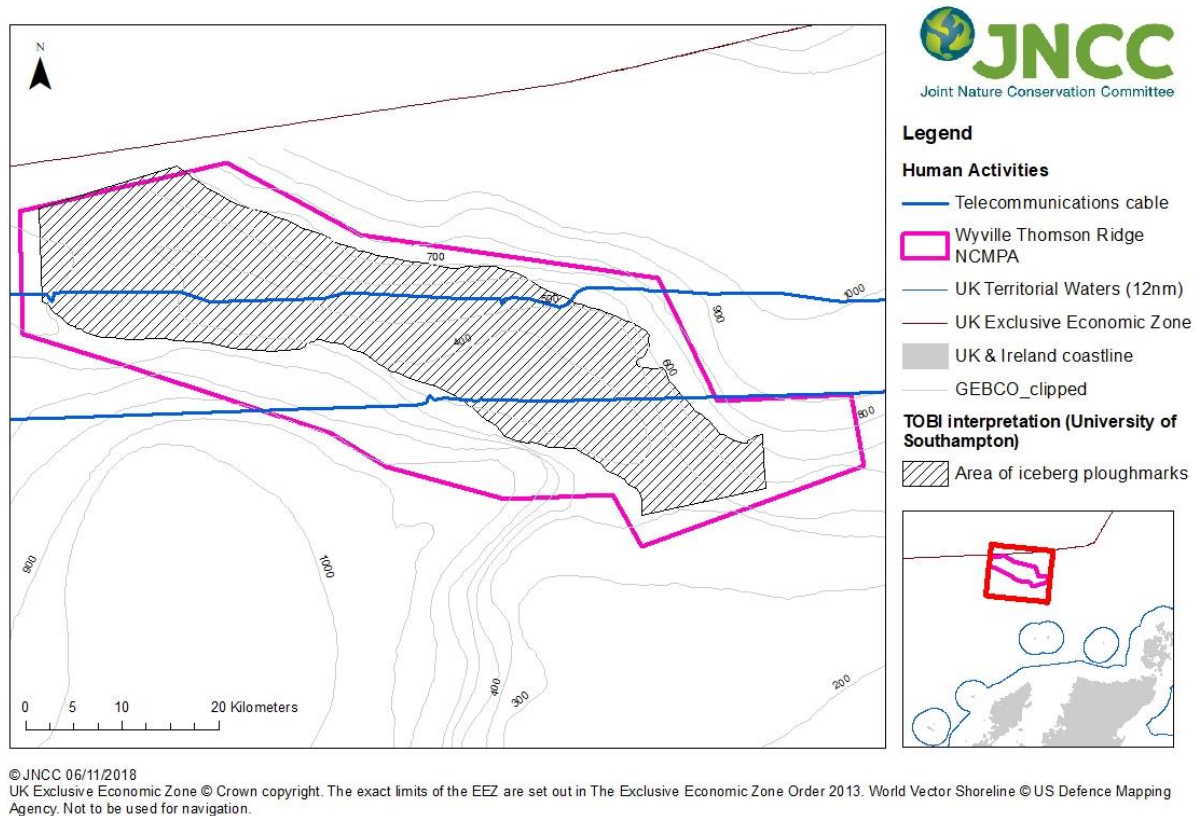 N
700
500
400
600
900
1000
800
900
1000
400
300
200
0 5 10 20 Kilometers
JNCC
Joint Nature Conservation Committee
Legend
Human Activities
Telecommunications cable
Wyville Thomson Ridge
NCMPA
UK Territorial Waters (12nm)
UK Exclusive Economic Zone
UK & Ireland coastline
GEBCO_clipped
TOBI interpretation (University of
Southampton)
Area of iceberg ploughmarks
© JNCC 06/11/2018
UK Exclusive Economic Zone © Crown copyright. The exact limits of the EEZ are set out in The Exclusive Economic Zone Order 2013. World Vector Shoreline © US Defence Mapping
Agency. Not to be used for navigation.